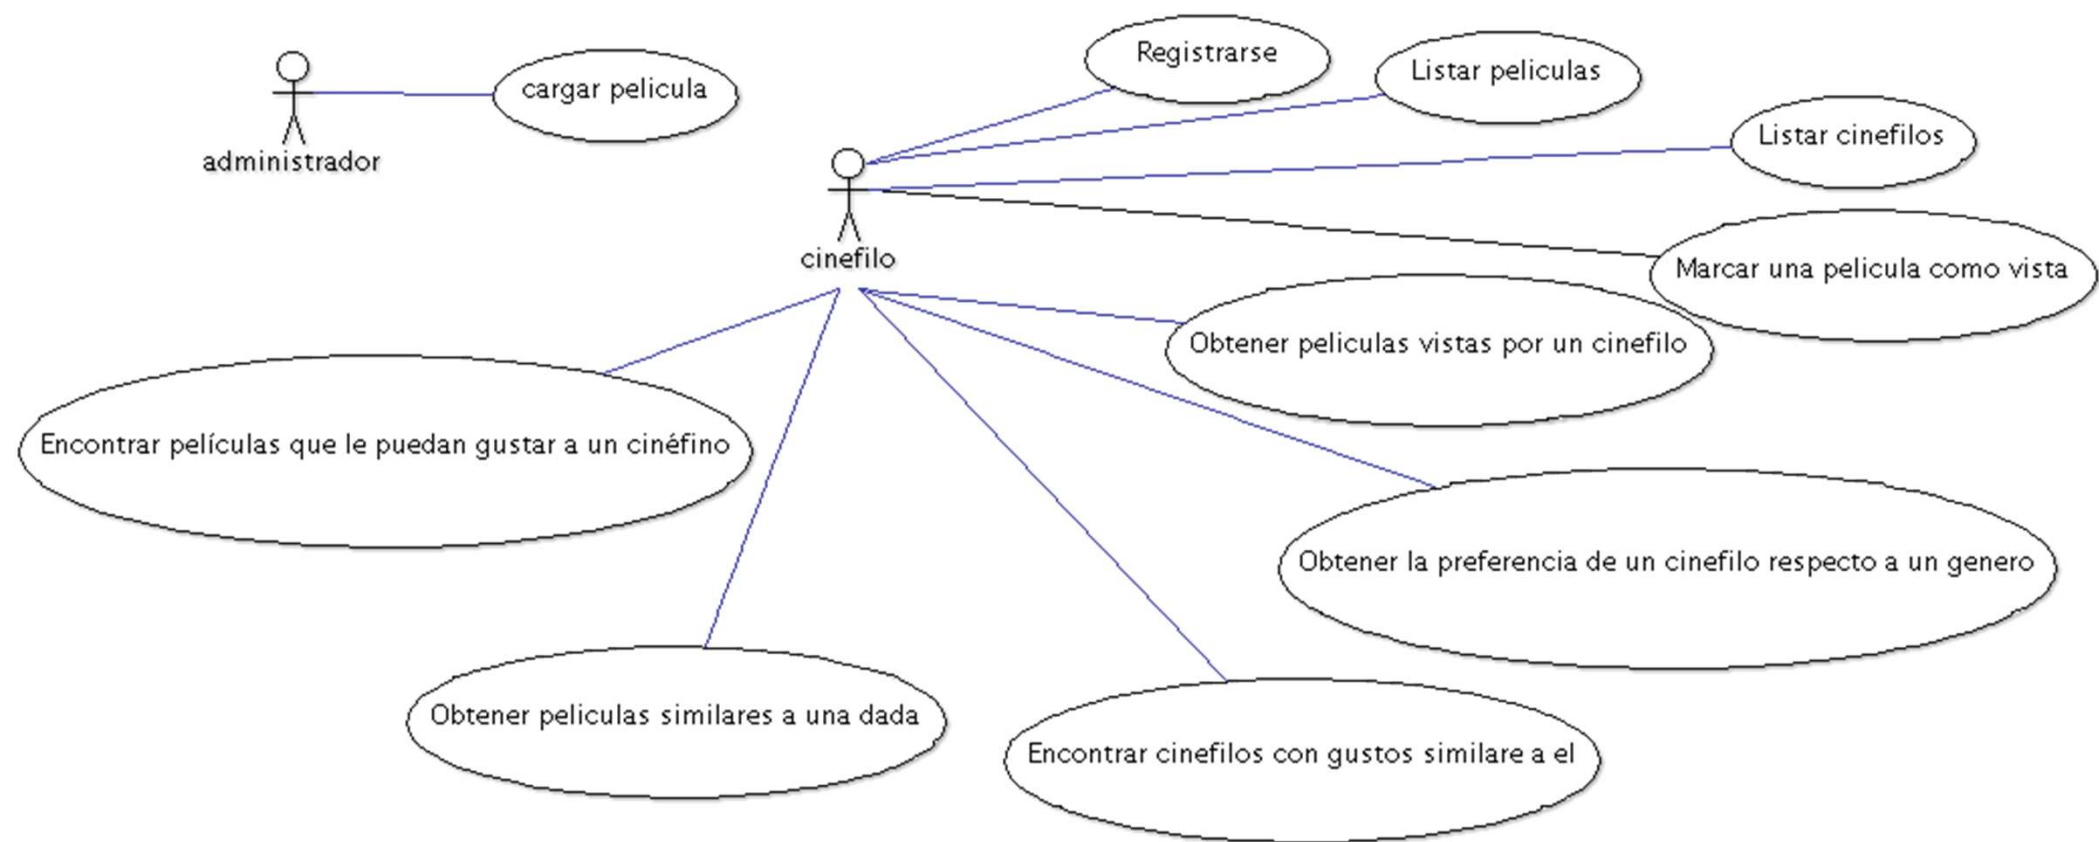 Registrarse
Listar peliculas
cargar pelicula
Listar cinefilos
administrador
cinefilo
Marcar una pelicula como vista
Obtener peliculas vistas por un cinefilo
Encontrar películas que le puedan gustar a un cinéfino
Obtener la preferencia de un cinefilo respecto a un genero
Obtener peliculas similares a una dada
Encontrar cinefilos con gustos similare a el